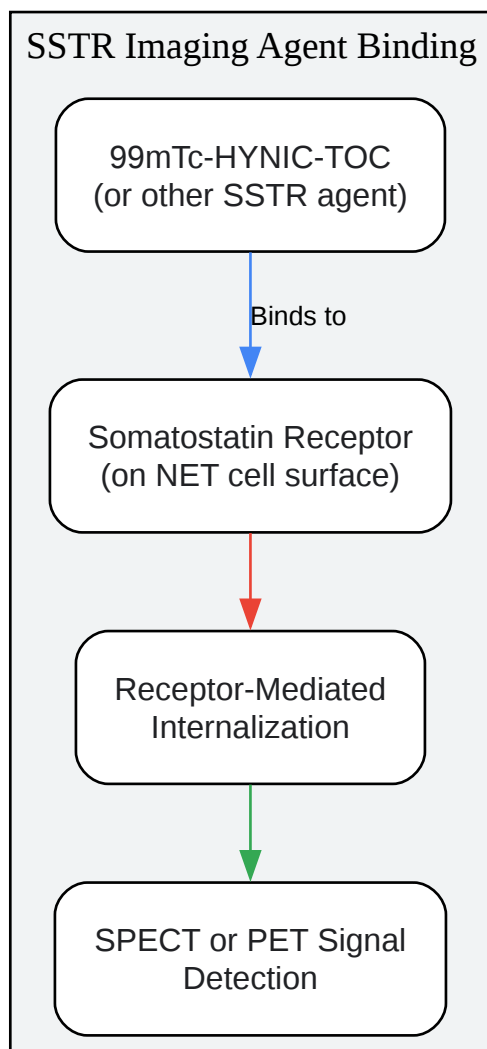 SSTR Imaging Agent Binding
99mTc-HYNIC-TOC
(or other SSTR agent)
Binds to
Somatostatin Receptor
(on NET cell surface)
Receptor-Mediated
Internalization
SPECT or PET Signal
Detection